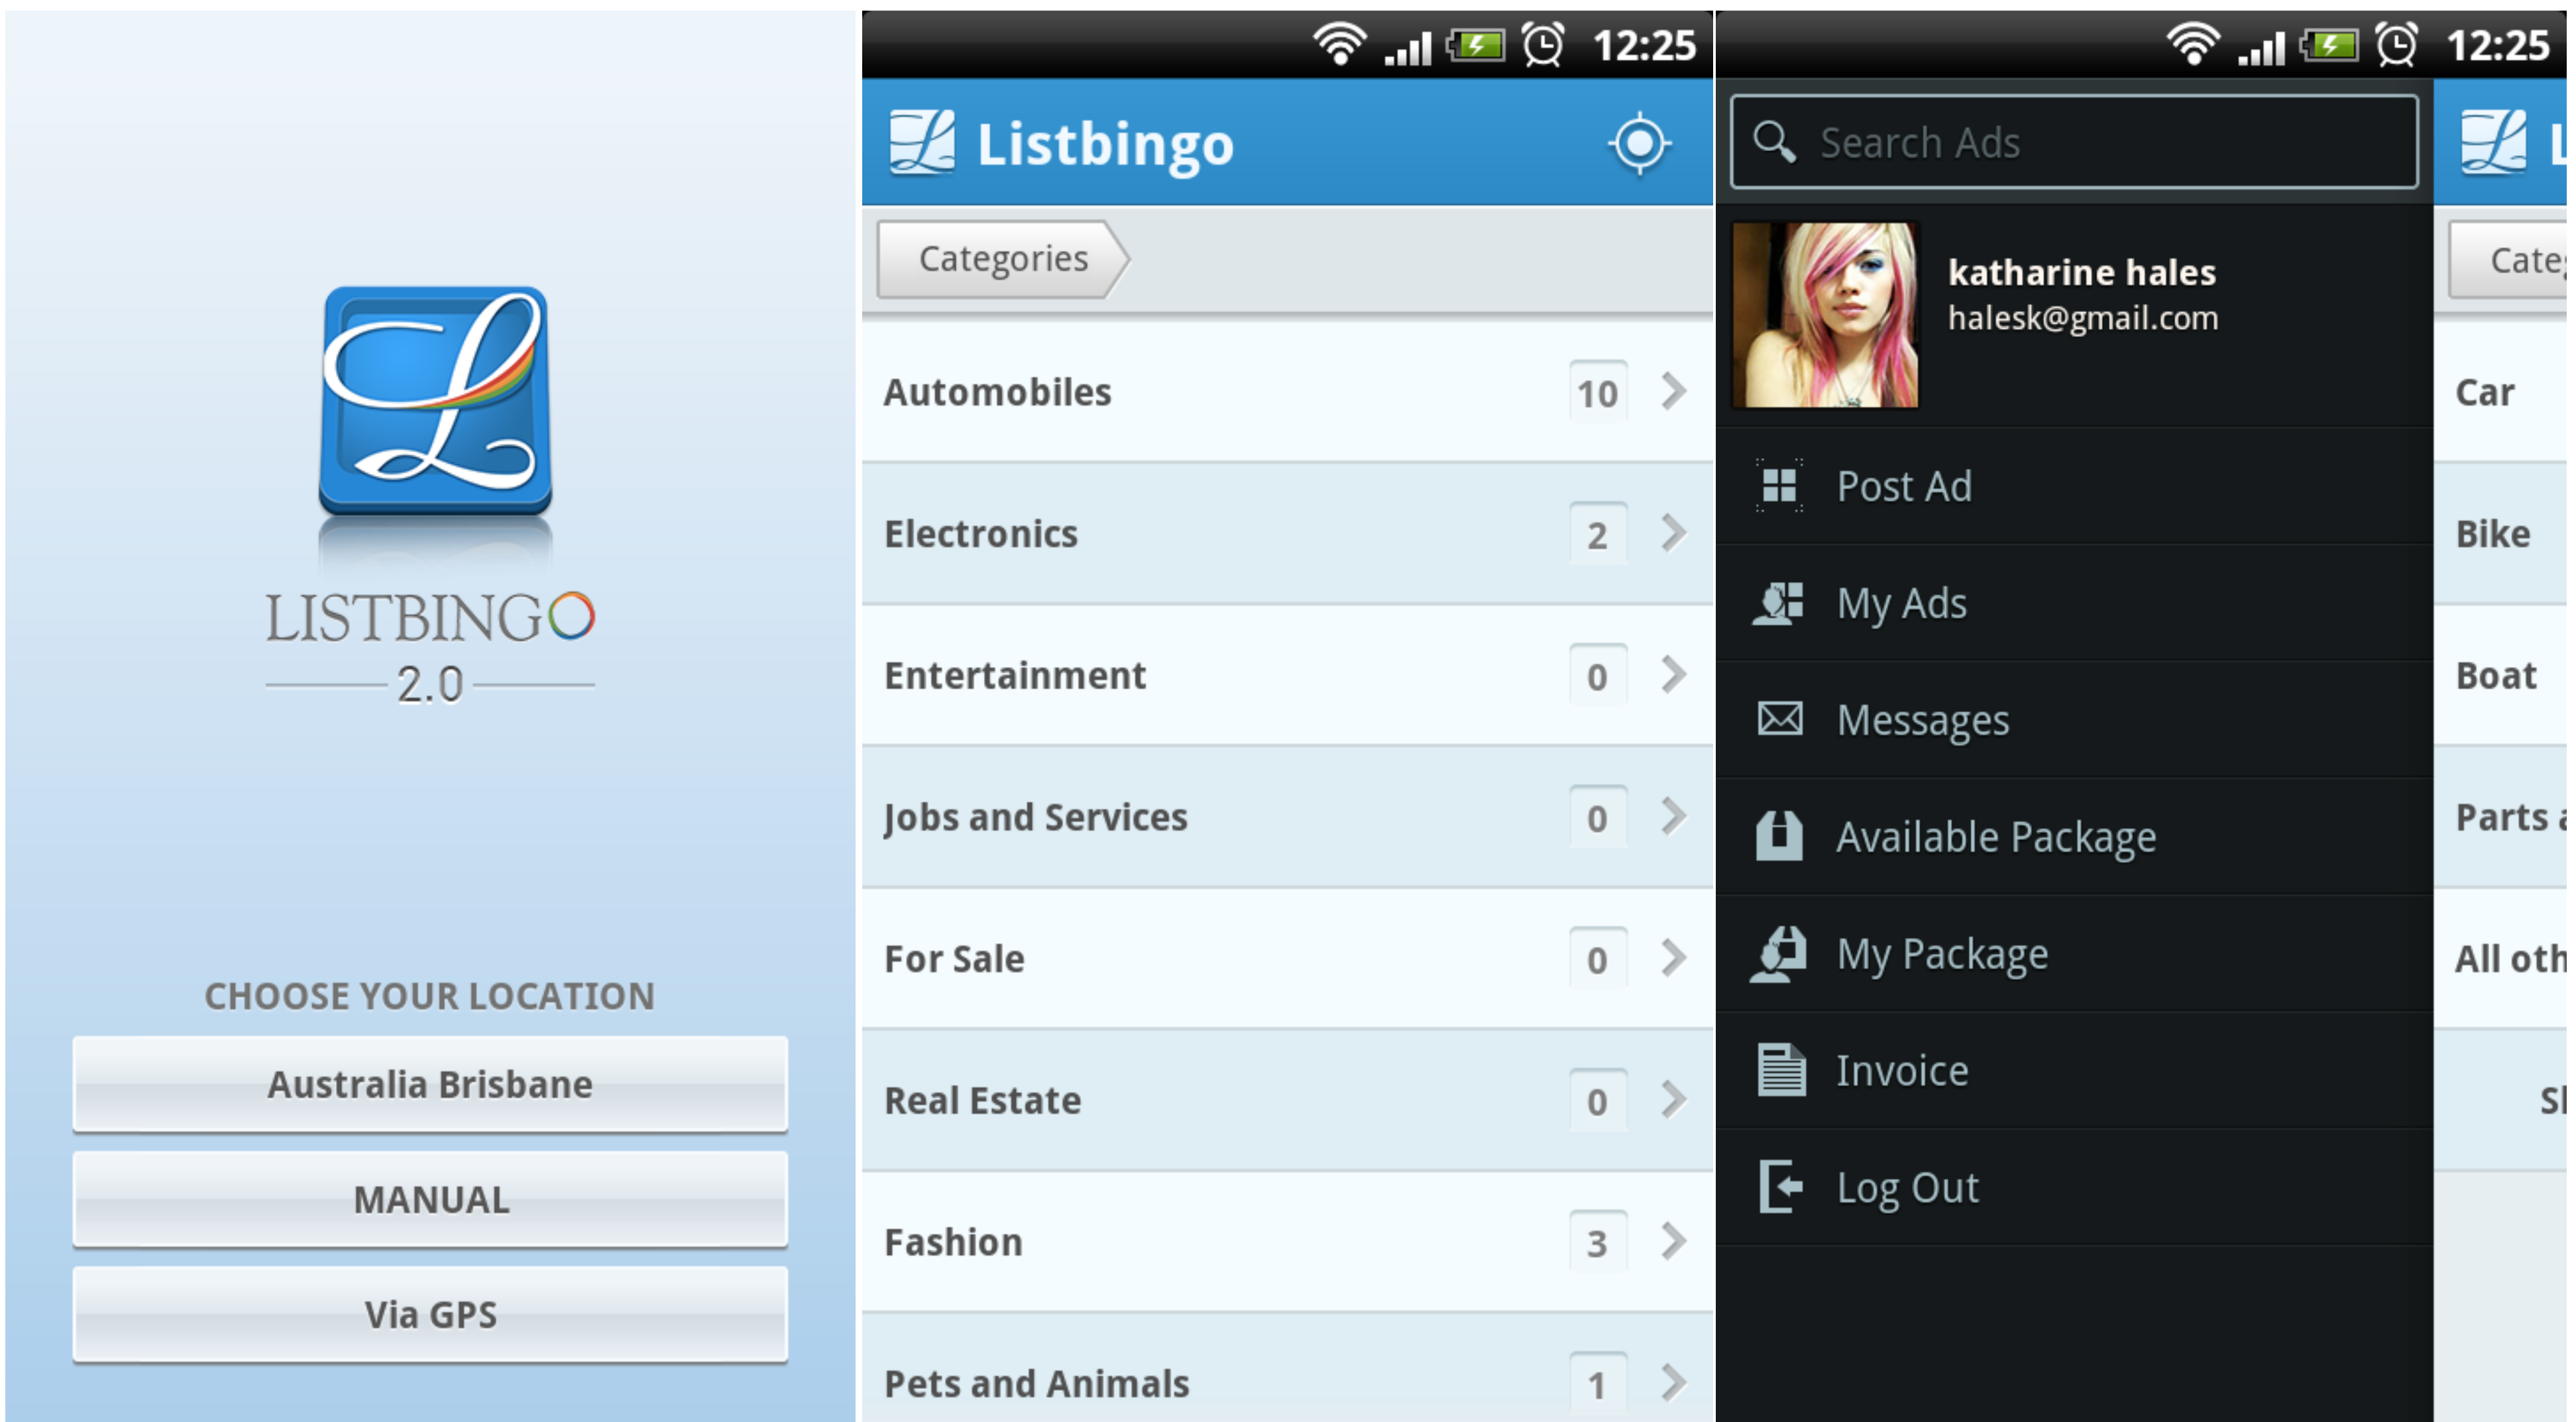 LISTBINGO
2.0
CHOOSE YOUR LOCATION
Australia Brisbane
MANUAL
Via GPS
12:25
Listbingo
Categories
Automobiles 10
Electronics 2
Entertainment 0
Jobs and Services 0
For Sale 0
Real Estate 0
Fashion 3
Pets and Animals 1
12:25
Search Ads
katharine hales
halesk@gmail.com
Post Ad
My Ads
Messages
Available Package
My Package
Invoice
Log Out
Car
Bike
Boat
Parts
All